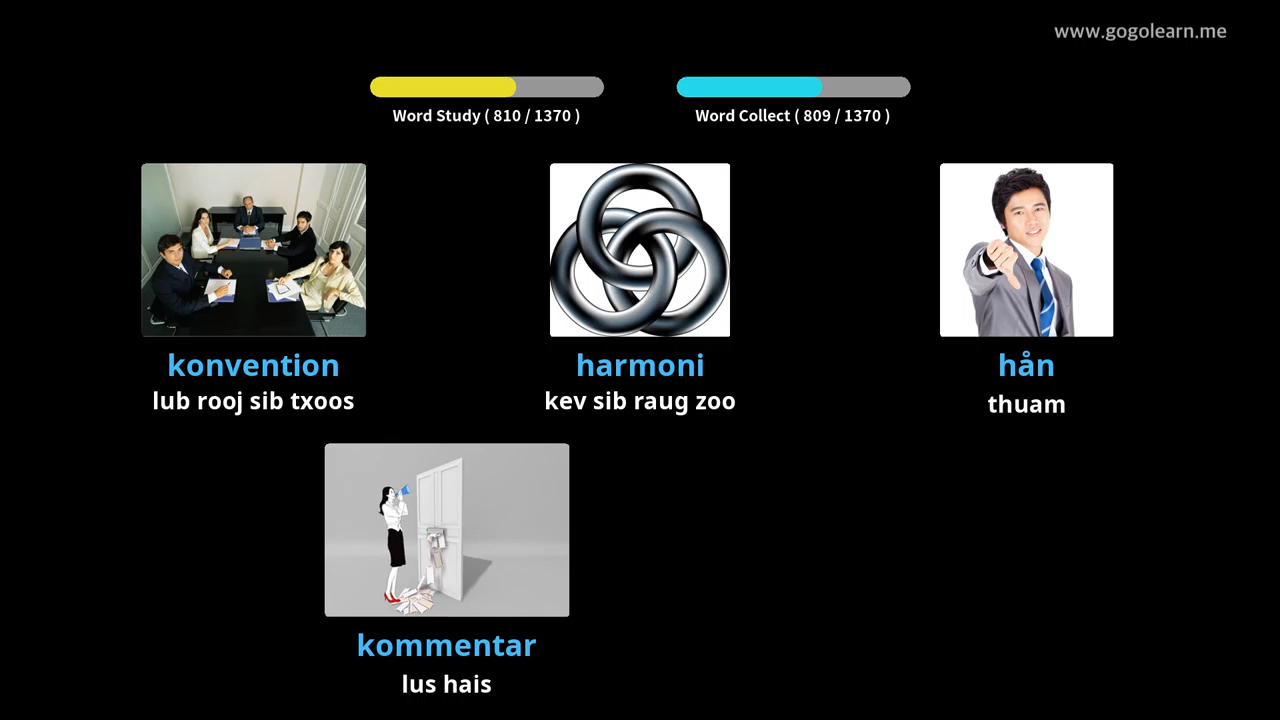 www.gogolearn.me
Word Study ( 810 / 1370 )
Word Collect ( 809 / 1370 )
konvention
lub rooj sib txoos
harmoni
kev sib raug zoo
hån
thuam
kommentar
lus hais